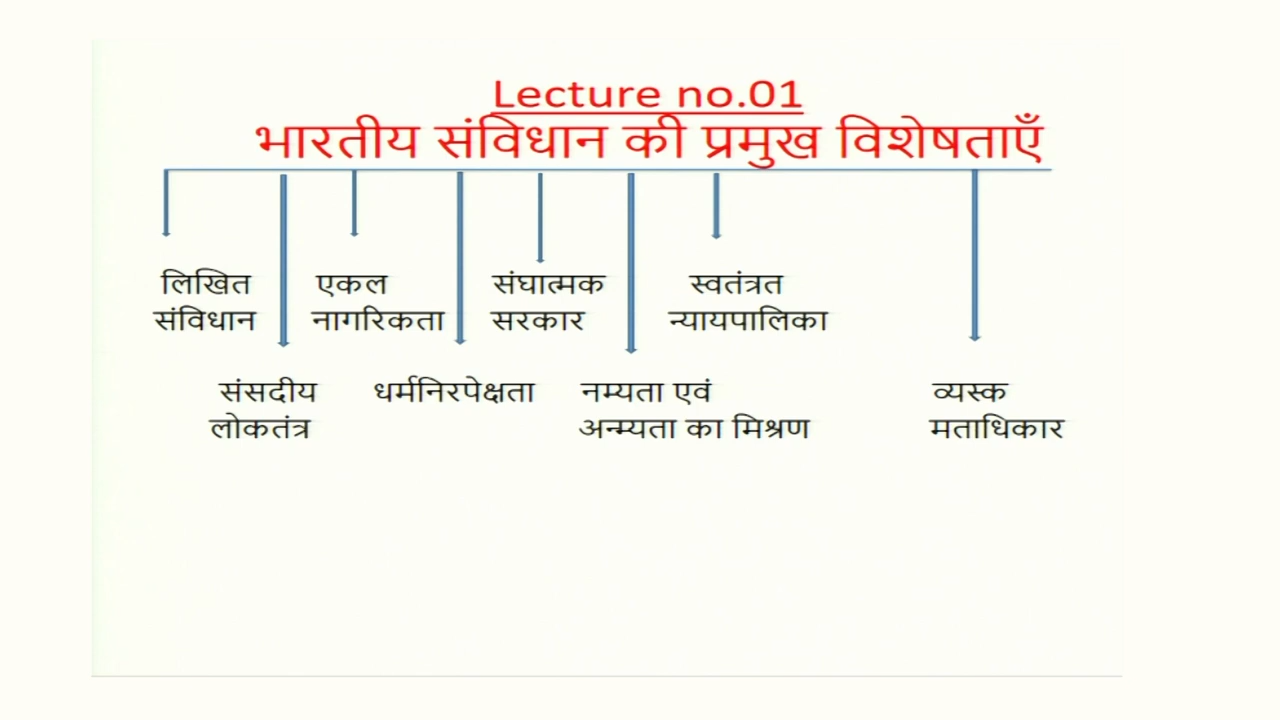 Lecture no.01
भारतीय संविधान की प्रमुख विशेषताएँ
लिखित
संविधान
एकल
नागरिकता
संघात्मक
सरकार
स्वतंत्रत
न्यायपालिका
संसदीय
लोकतंत्र
धर्मनिरपेक्षता
नम्यता एवं
अन्म्यता का मिश्रण
व्यस्क
मताधिकार